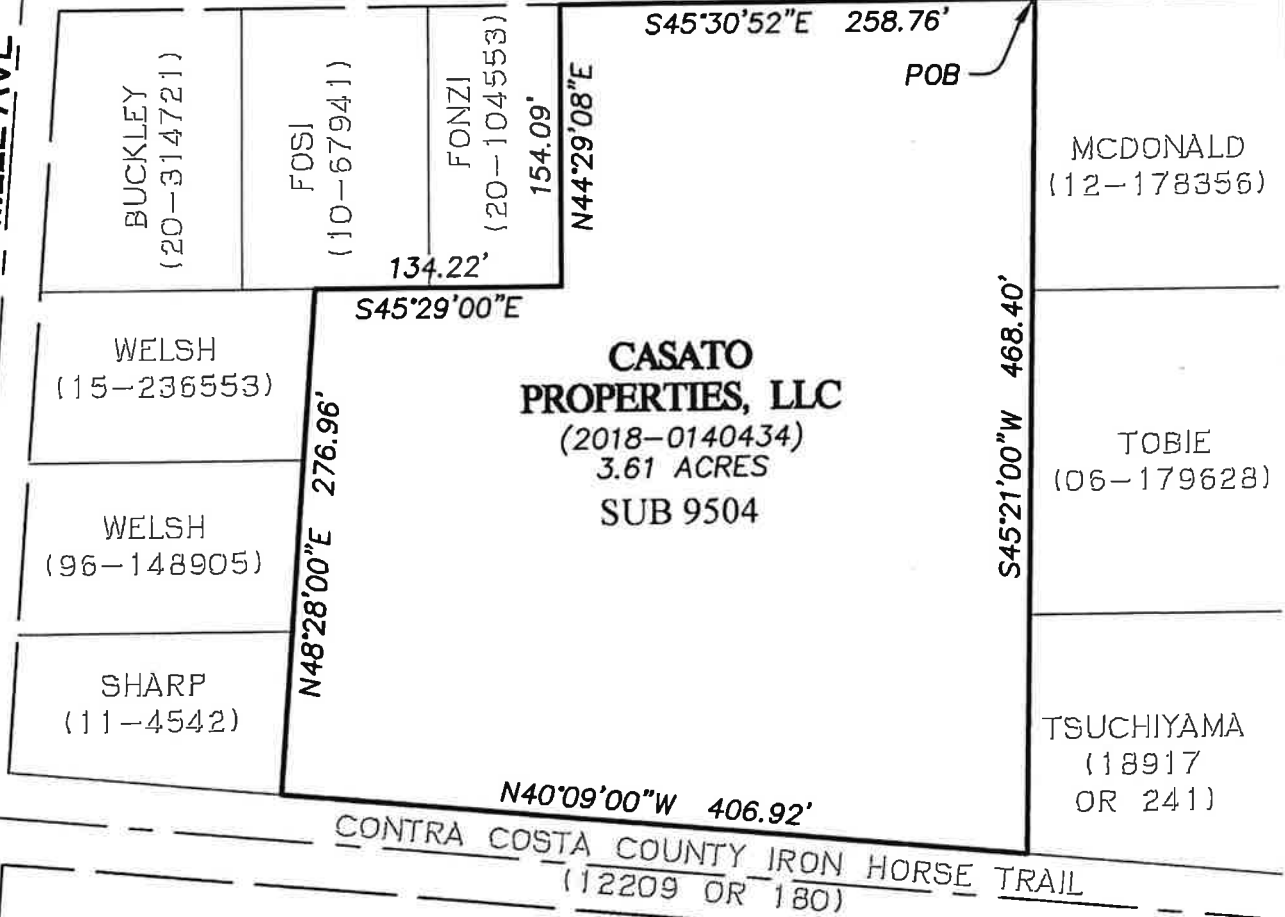 S45°30'52"E 258.76'
POB
BUCKLEY
(20-314721)
FOSI
(10-67941)
FONZI
(20-104553)
154.09'
N44°29'08"E
MCDONALD
(12-178356)
134.22'
S45°29'00"E
WELSH
(15-236553)
CASATO
PROPERTIES, LLC
(2018-0140434)
3.61 ACRES
SUB 9504
N48°28'00"E 276.96'
S45°21'00"W 468.40'
TOBIE
(06-179628)
WELSH
(96-148905)
SHARP
(11-4542)
TSUCHIYAMA
(18917
OR 241)
N40°09'00"W 406.92'
CONTRA COSTA COUNTY IRON HORSE TRAIL
(12209 OR 180)
AVE